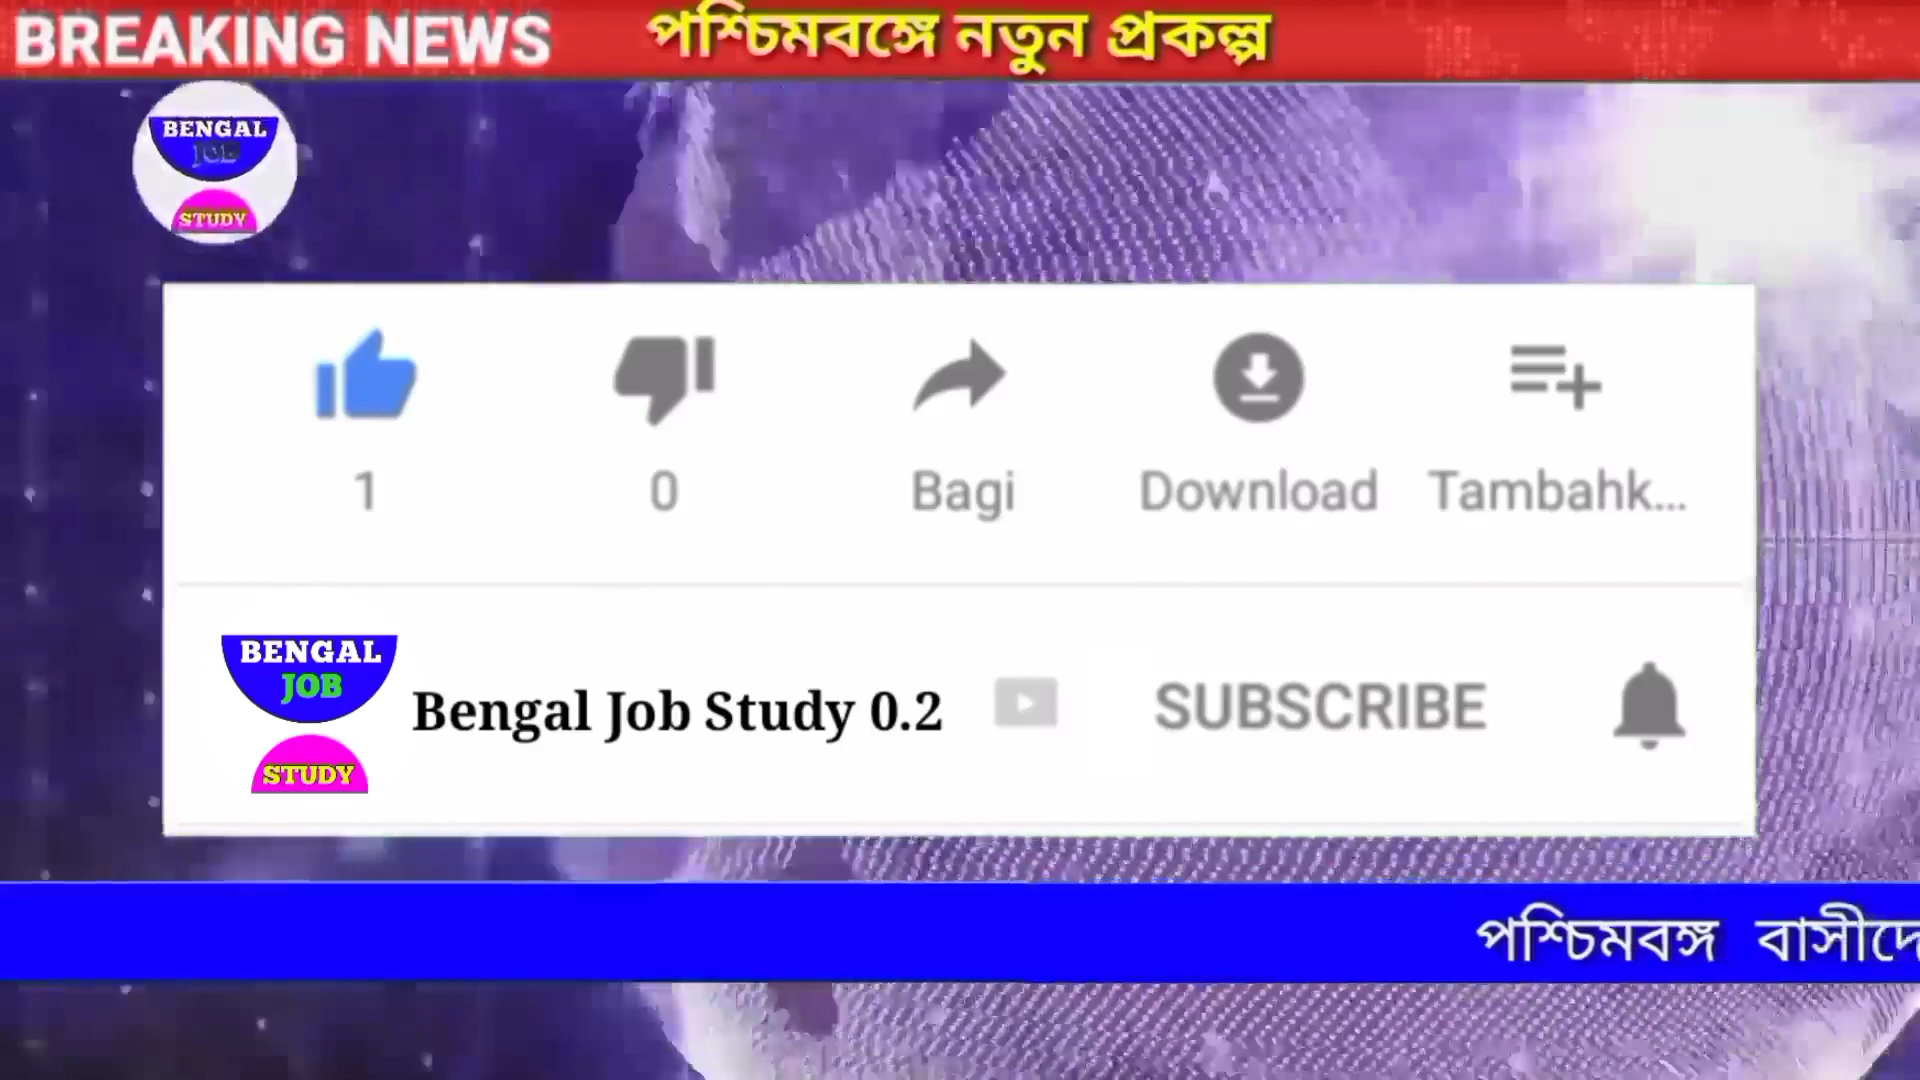 BREAKING NEWS
পশ্চিমবঙ্গে নতুন প্রকল্প
BENGAL
JOB
STUDY
1
0
Bagi
Download
Tambahk...
BENGAL
JOB
STUDY
Bengal Job Study 0.2
SUBSCRIBE
পশ্চিমবঙ্গ বাসীদে